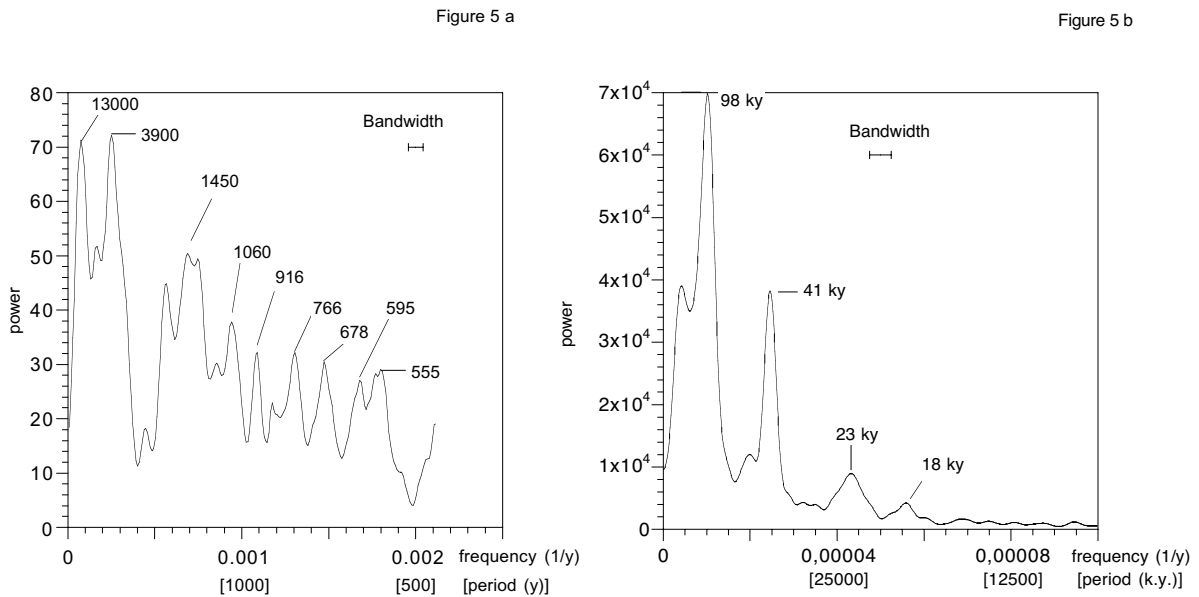 Figure 5 a
80
70
60
50
40
30
20
10
0
power
13000
3900
1450
1060
916
766
678
595
555
Bandwidth
0
0.001
0.002
frequency (1/y)
[1000]
[500]
[period (y)]
Figure 5 b
7x10⁴
6x10⁴
5x10⁴
4x10⁴
3x10⁴
2x10⁴
1x10⁴
0
power
98 ky
Bandwidth
41 ky
23 ky
18 ky
0
0,00004
0,00008
frequency (1/y)
[25000]
[12500]
[period (k.y.)]